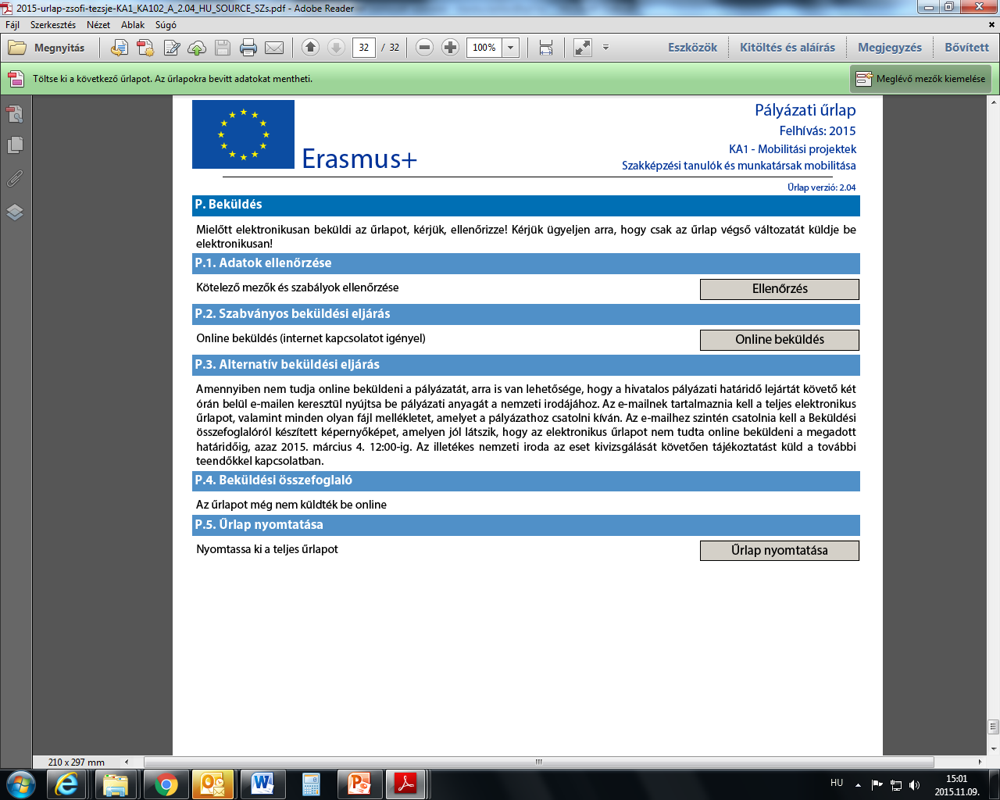 2015-urlap-zsofi-tezsje-KA1_KA102_A_2.04_HU_SOURCE_SZs.pdf - Adobe Reader
Fájl Szerkesztés Nézet Ablak Súgó
Megnyitás 32 / 32 100% Eszközök Kitöltés és aláírás Megjegyzés Bővített
Töltse ki a következő űrlapot. Az űrlapokra bevitt adatokat mentheti. Meglévő mezők kiemelése
Pályázati űrlap
Felhívás: 2015
KA1 - Mobilitási projektek
Erasmus+
Szakképzési tanulók és munkatársak mobilitása
Űrlap verzió: 2.04
P. Beküldés
Mielőtt elektronikusan beküldi az űrlapot, kérjük, ellenőrizze! Kérjük ügyeljen arra, hogy csak az űrlap végső változatát küldje be
elektronikusan!
P.1. Adatok ellenőrzése
Kötelező mezők és szabályok ellenőrzése Ellenőrzés
P.2. Szabványos beküldési eljárás
Online beküldés (internet kapcsolatot igényel) Online beküldés
P.3. Alternatív beküldési eljárás
Amennyiben nem tudja online beküldeni a pályázatát, arra is van lehetősége, hogy a hivatalos pályázati határidő lejártát követő két
órán belül e-mailen keresztül nyújtsa be pályázati anyagát a nemzeti irodájához. Az e-mailnek tartalmaznia kell a teljes elektronikus
űrlapot, valamint minden olyan fájl mellékletet, amelyet a pályázathoz csatolni kíván. Az e-mailhez szintén csatolnia kell a Beküldési
összefoglalóról készített képernyőképet, amelyen jól látszik, hogy az elektronikus űrlapot nem tudta online beküldeni a megadott
határidőig, azaz 2015. március 4. 12:00-ig. Az illetékes nemzeti iroda az eset kivizsgálását követően tájékoztatást küld a további
teendőkkel kapcsolatban.
P.4. Beküldési összefoglaló
Az űrlapot még nem küldték be online
P.5. Űrlap nyomtatása
Nyomtassa ki a teljes űrlapot Űrlap nyomtatása
210 x 297 mm
HU 15:01
2015.11.09.